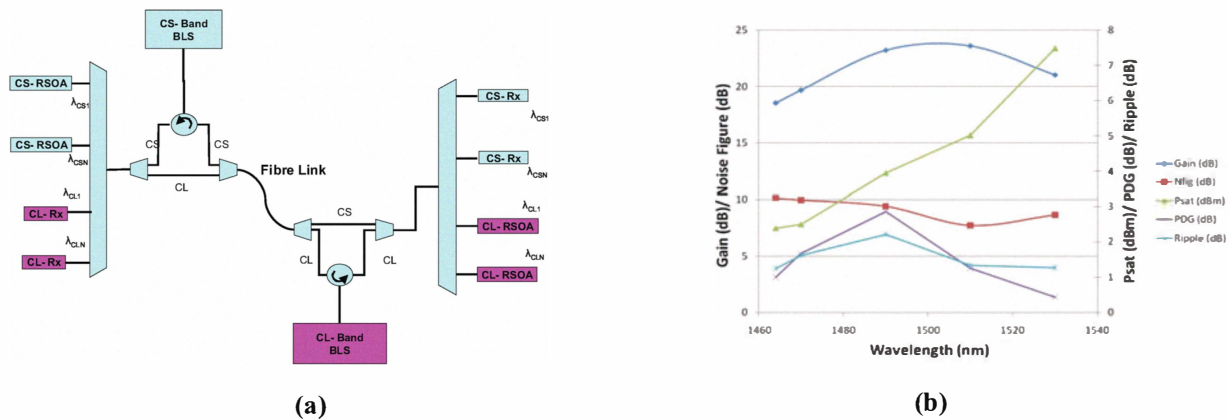 CS- Band
BLS
CS- RSOA
λCS1
CS- RSOA
λCSN
λCL1
CL- Rx
λCLN
CL- Rx
CS
CS
CL
Fibre Link
CS
CL
CL
CL- Band
BLS
CS- Rx
λCS1
CS- Rx
λCSN
λCL1
CL- RSOA
λCLN
CL- RSOA
(a)
Gain (dB)/ Noise Figure (dB)
25
20
15
10
5
0
1460
1480
1500
1520
1540
Wavelength (nm)
8
7
6
5
4
3
2
1
0
Psat (dBm)/ PDG (dB)/ Ripple (dB)
Gain (dB)
Nfig (dB)
Psat (dBm)
PDG (dB)
Ripple (dB)
(b)